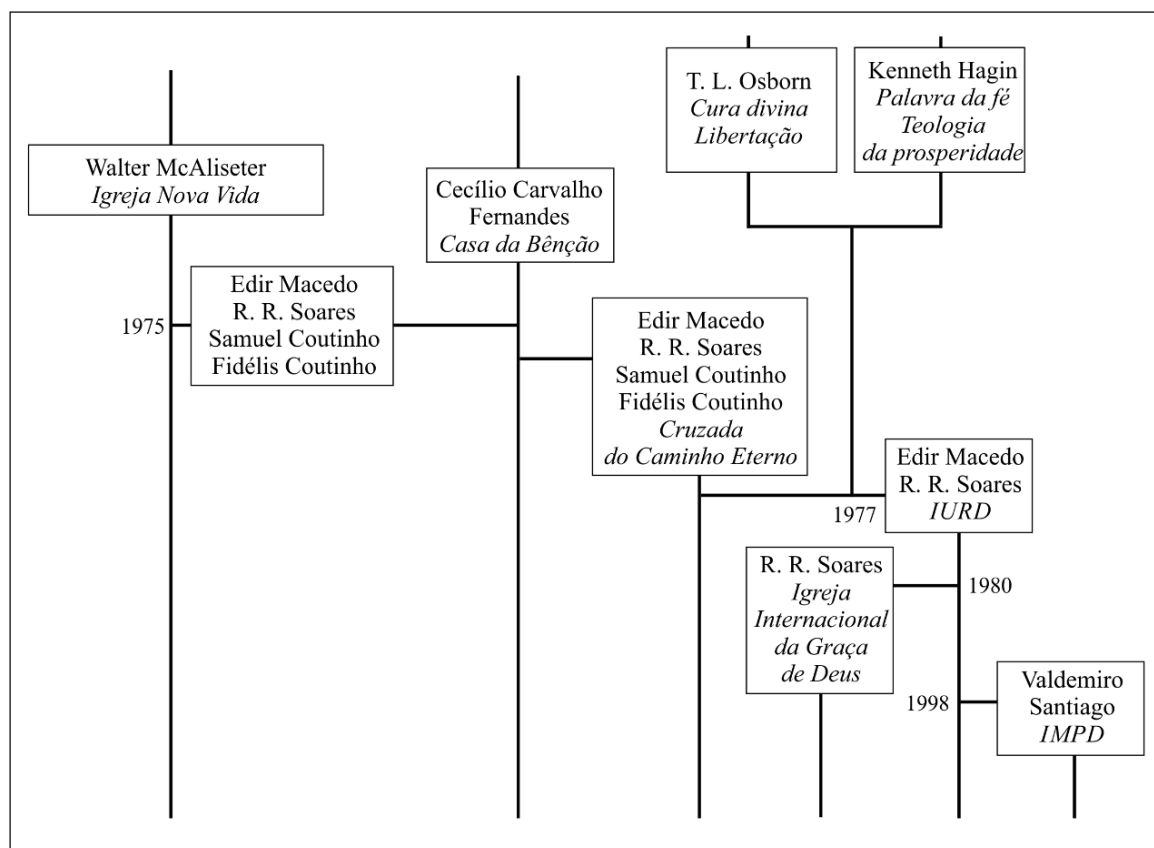 T. L. Osborn
Cura divina
Libertação
Kenneth Hagin
Palavra da fé
Teologia
da prosperidade
Walter McAliseter
Igreja Nova Vida
Cecílio Carvalho
Fernandes
Casa da Bênção
1975
Edir Macedo
R. R. Soares
Samuel Coutinho
Fidélis Coutinho
Edir Macedo
R. R. Soares
Samuel Coutinho
Fidélis Coutinho
Cruzada
do Caminho Eterno
1977
Edir Macedo
R. R. Soares
IURD
R. R. Soares
Igreja
Internacional
da Graça
de Deus
1980
1998
Valdemiro
Santiago
IMPD